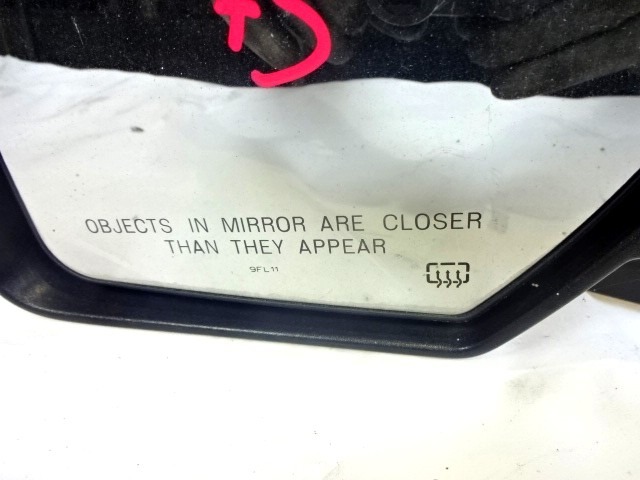 OBJECTS IN MIRROR ARE CLOSER
THAN THEY APPEAR
9FL11